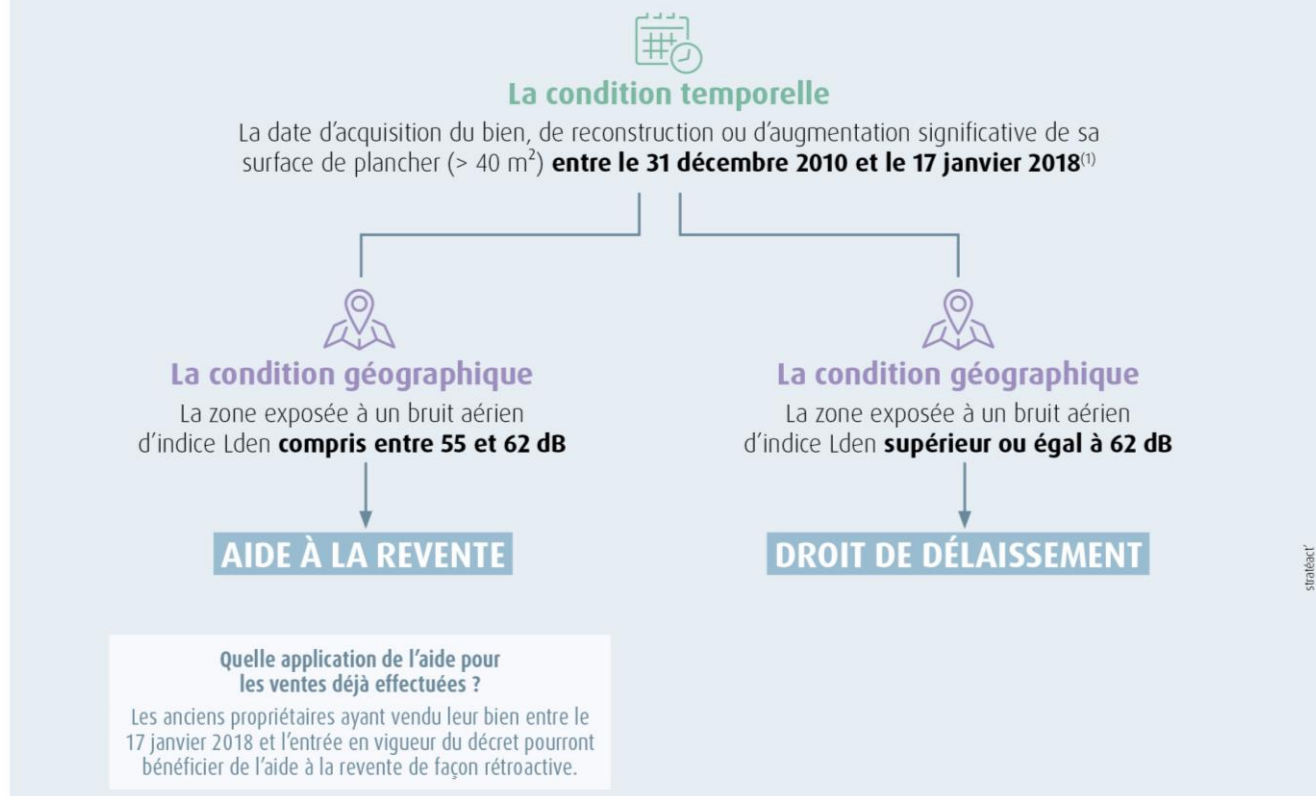 La condition temporelle
La date d’acquisition du bien, de reconstruction ou d’augmentation significative de sa
surface de plancher (> 40 m²) entre le 31 décembre 2010 et le 17 janvier 2018⁽¹⁾
La condition géographique
La zone exposée à un bruit aérien
d’indice Lden compris entre 55 et 62 dB
AIDE À LA REVENTE
La condition géographique
La zone exposée à un bruit aérien
d’indice Lden supérieur ou égal à 62 dB
DROIT DE DÉLAISSEMENT
Quelle application de l’aide pour
les ventes déjà effectuées ?
Les anciens propriétaires ayant vendu leur bien entre le
17 janvier 2018 et l’entrée en vigueur du décret pourront
bénéficier de l’aide à la revente de façon rétroactive.
stratéact’